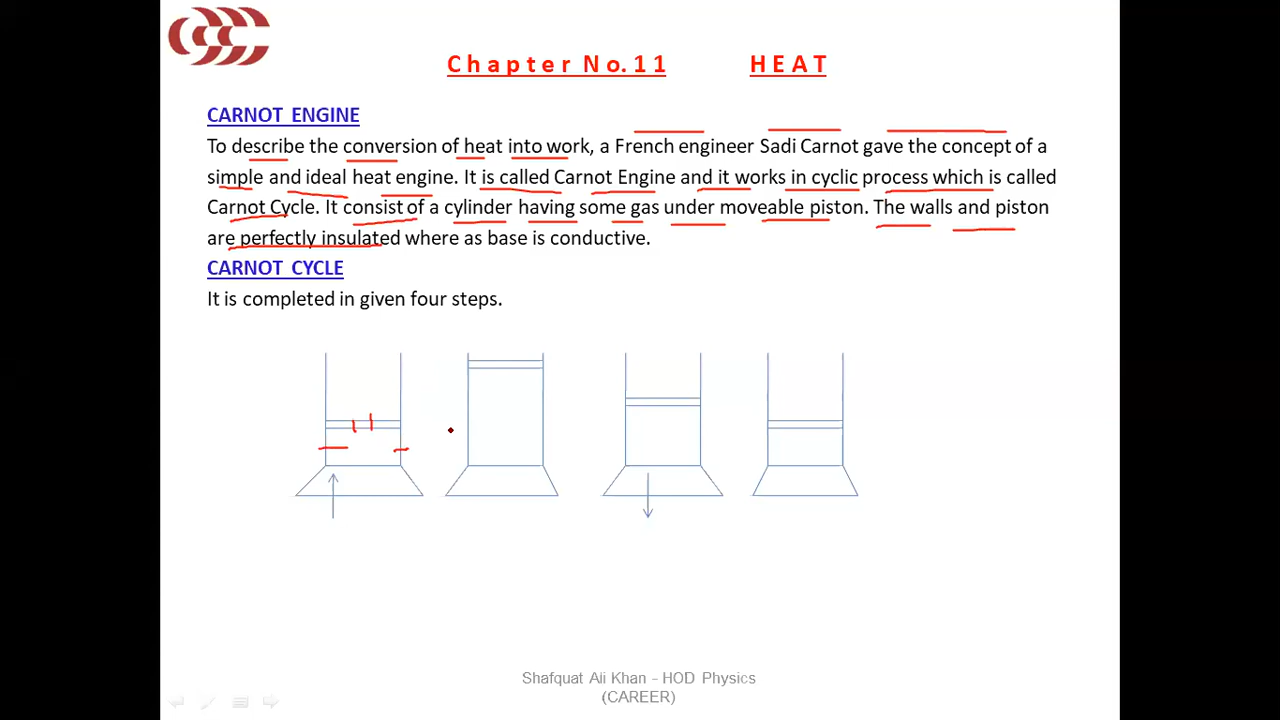 Chapter No.11 HEAT
CARNOT ENGINE
To describe the conversion of heat into work, a French engineer Sadi Carnot gave the concept of a
simple and ideal heat engine. It is called Carnot Engine and it works in cyclic process which is called
Carnot Cycle. It consist of a cylinder having some gas under moveable piston. The walls and piston
are perfectly insulated where as base is conductive.
CARNOT CYCLE
It is completed in given four steps.
Shafquat Ali Khan – HOD Physics
(CAREER)